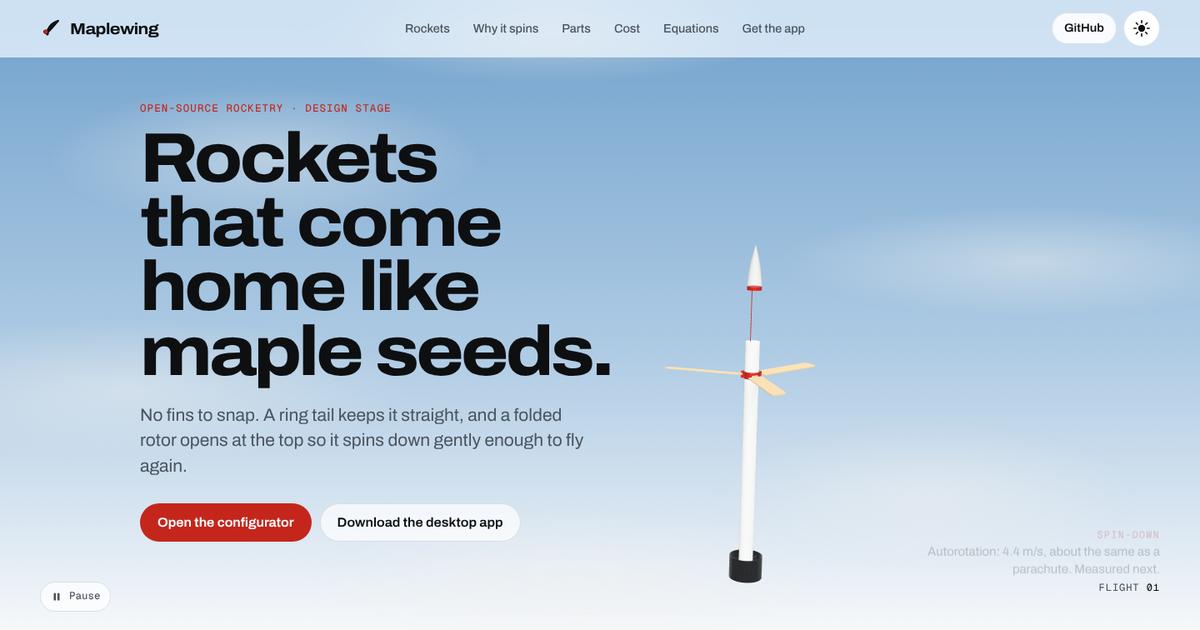 Maplewing
Rockets
Why it spins
Parts
Cost
Equations
Get the app
GitHub
OPEN-SOURCE ROCKETRY · DESIGN STAGE
Rockets
that come
home like
maple seeds.
No fins to snap. A ring tail keeps it straight, and a folded
rotor opens at the top so it spins down gently enough to fly
again.
Open the configurator
Download the desktop app
SPIN-DOWN
Autorotation: 4.4 m/s, about the same as a
parachute. Measured next.
FLIGHT 01
Pause